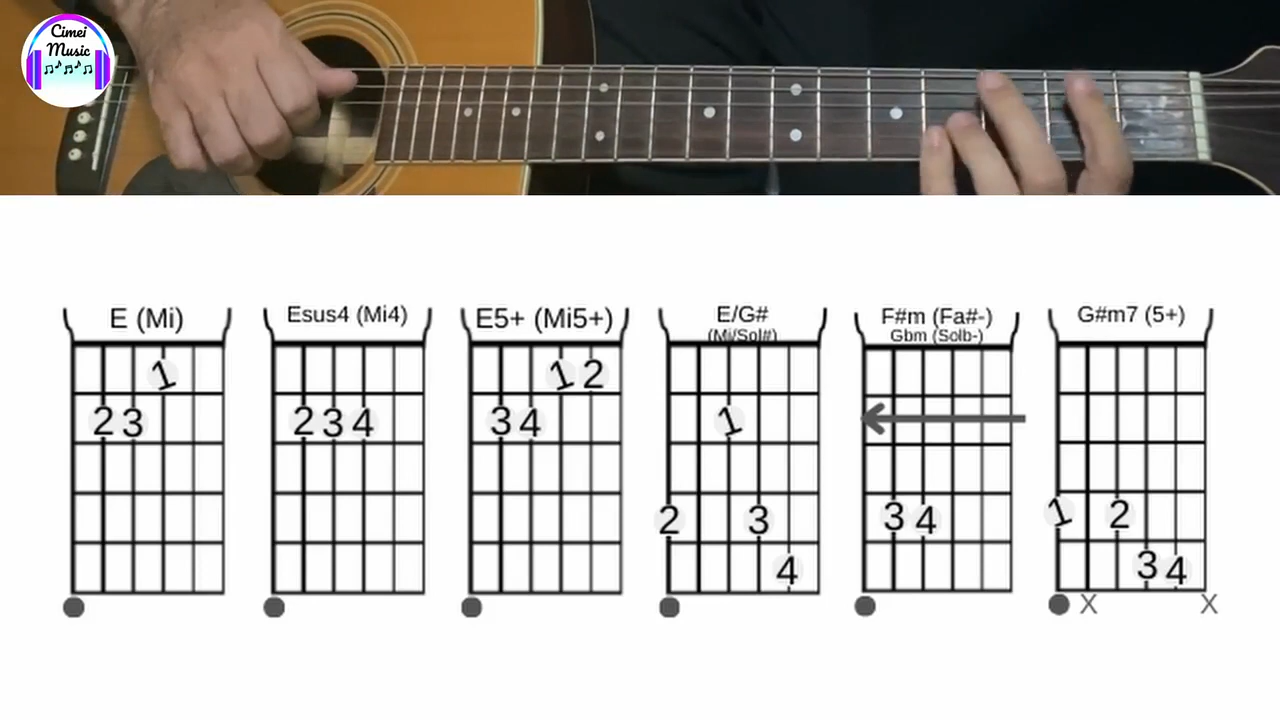 Cimei
Music
E (Mi)
Esus4 (Mi4)
E5+ (Mi5+)
E/G#
(Mi/Sol#)
F#m (Fa#-)
Gbm (Solb-)
G#m7 (5+)
1
2 3
2 3 4
1 2
3 4
1
2 3
4
3 4
1 2
3 4
X X